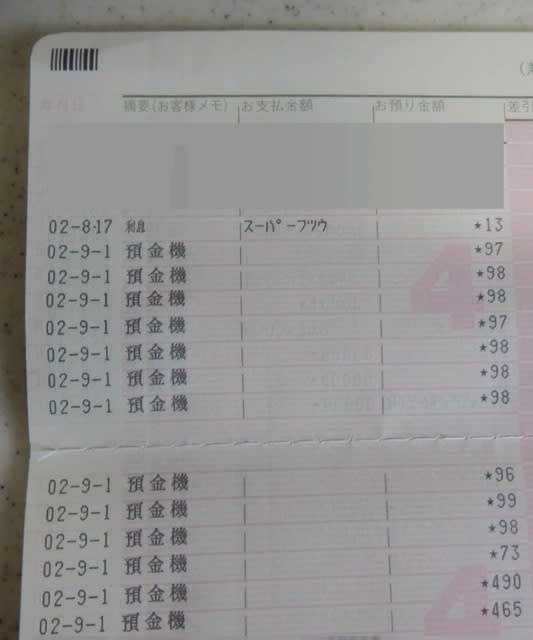 (
年月日 摘要(お客様メモ) お支払金額 お預り金額 差引
02-8-17 利息 スーパーフツウ *13
02-9-1 預金機 *97
02-9-1 預金機 *98
02-9-1 預金機 *98
02-9-1 預金機 *97
02-9-1 預金機 *98
02-9-1 預金機 *98
02-9-1 預金機 *98
02-9-1 預金機 *96
02-9-1 預金機 *99
02-9-1 預金機 *98
02-9-1 預金機 *73
02-9-1 預金機 *490
02-9-1 預金機 *465